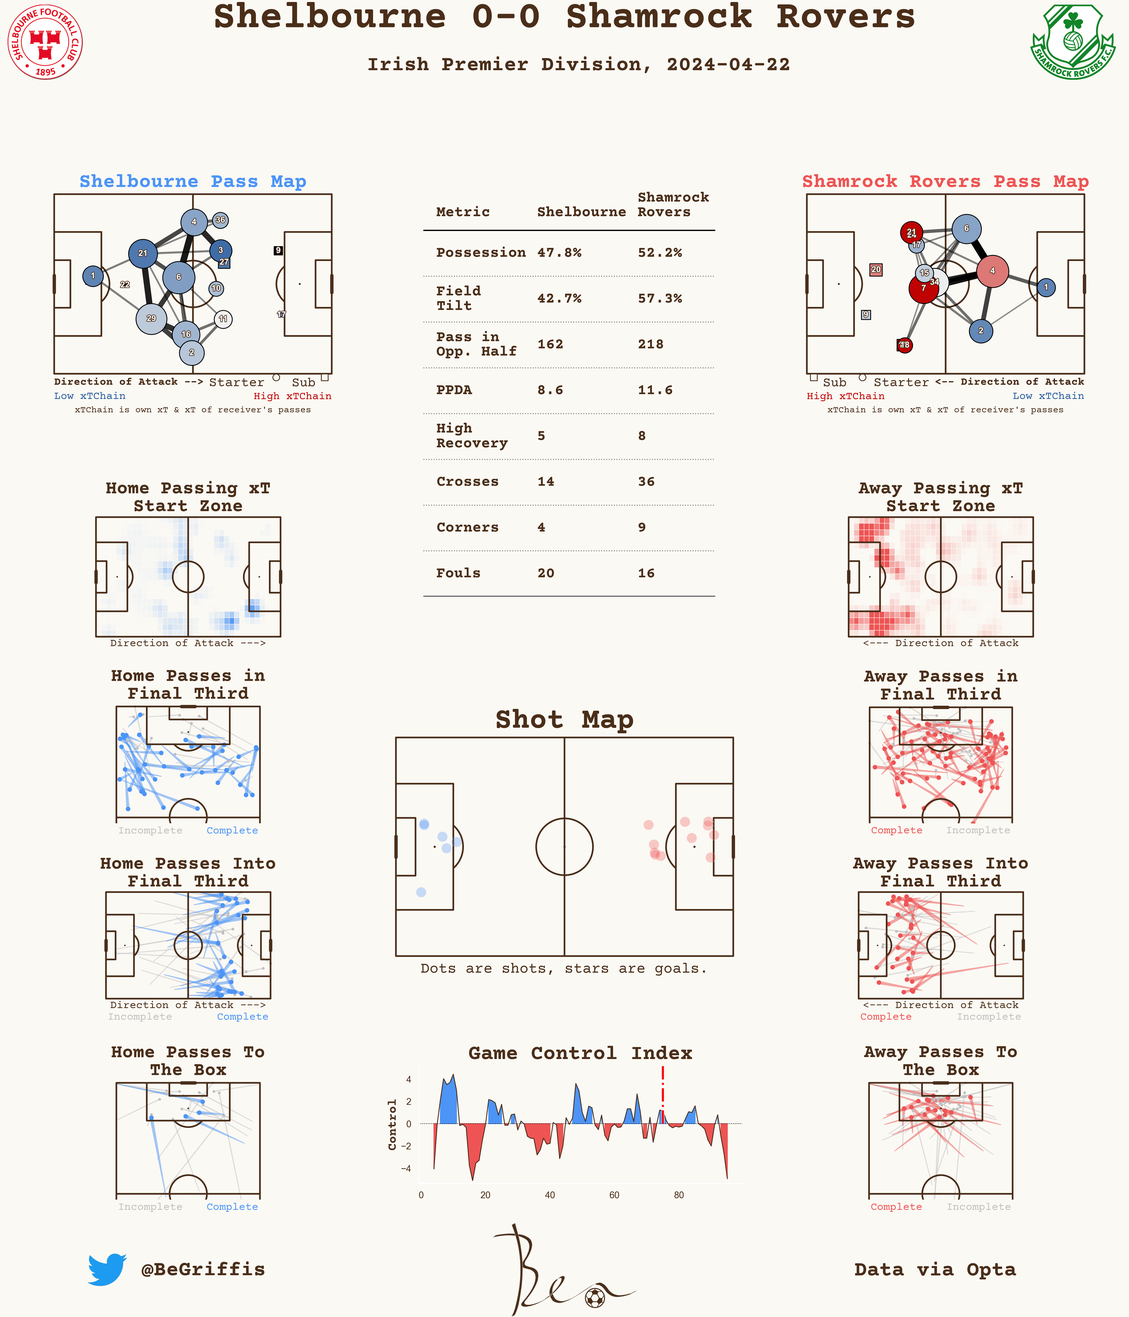 Shelbourne 0-0 Shamrock Rovers
Irish Premier Division, 2024-04-22
SHELBOURNE FOOTBALL CLUB
1895
SHAMROCK ROVERS F.C.
Shelbourne Pass Map
4
36
21
3
27
9
1
22
6
10
29
11
17
16
2
Direction of Attack --> Starter Sub
Low xTChain High xTChain
xTChain is own xT & xT of receiver's passes
Metric Shelbourne Shamrock Rovers
Possession 47.8% 52.2%
Field Tilt 42.7% 57.3%
Pass in Opp. Half 162 218
PPDA 8.6 11.6
High Recovery 5 8
Crosses 14 36
Corners 4 9
Fouls 20 16
Shamrock Rovers Pass Map
21
6
17
20
15
4
34
7
1
9
2
Sub Starter <-- Direction of Attack
High xTChain Low xTChain
xTChain is own xT & xT of receiver's passes
Home Passing xT
Start Zone
Direction of Attack --->
Away Passing xT
Start Zone
<--- Direction of Attack
Home Passes in
Final Third
Incomplete Complete
Away Passes in
Final Third
Complete Incomplete
Shot Map
Dots are shots, stars are goals.
Home Passes Into
Final Third
Direction of Attack --->
Incomplete Complete
Away Passes Into
Final Third
<--- Direction of Attack
Complete Incomplete
Home Passes To
The Box
Incomplete Complete
Game Control Index
Control
4
2
0
−2
−4
0 20 40 60 80
Away Passes To
The Box
Complete Incomplete
@BeGriffis
Data via Opta